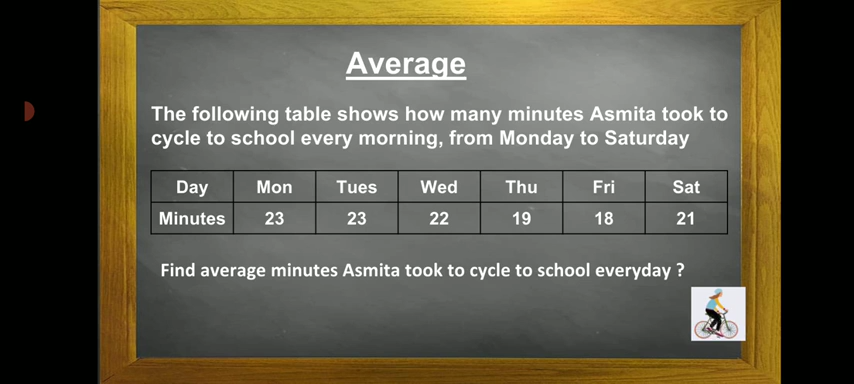 Average
The following table shows how many minutes Asmita took to
cycle to school every morning, from Monday to Saturday
Day Mon Tues Wed Thu Fri Sat
Minutes 23 23 22 19 18 21
Find average minutes Asmita took to cycle to school everyday ?